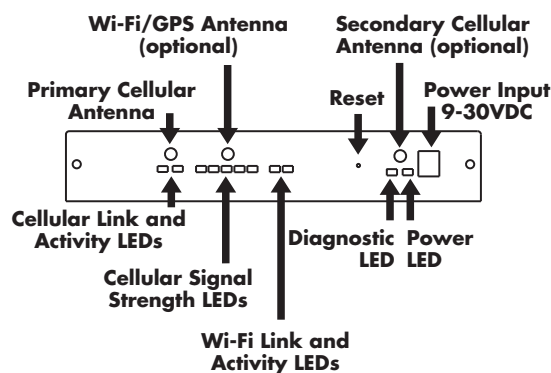 Wi-Fi/GPS Antenna
(optional)
Secondary Cellular
Antenna (optional)
Primary Cellular
Antenna
Reset
Power Input
9-30VDC
Cellular Link and
Activity LEDs
Diagnostic
LED
Power
LED
Cellular Signal
Strength LEDs
Wi-Fi Link and
Activity LEDs